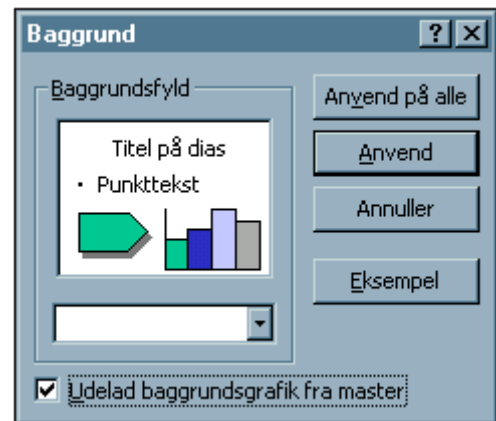 Baggrund
Baggrundsfyld
Titel på dias
· Punkttekst
Anvend på alle
Anvend
Annuller
Eksempel
Udelad baggrundsgrafik fra master